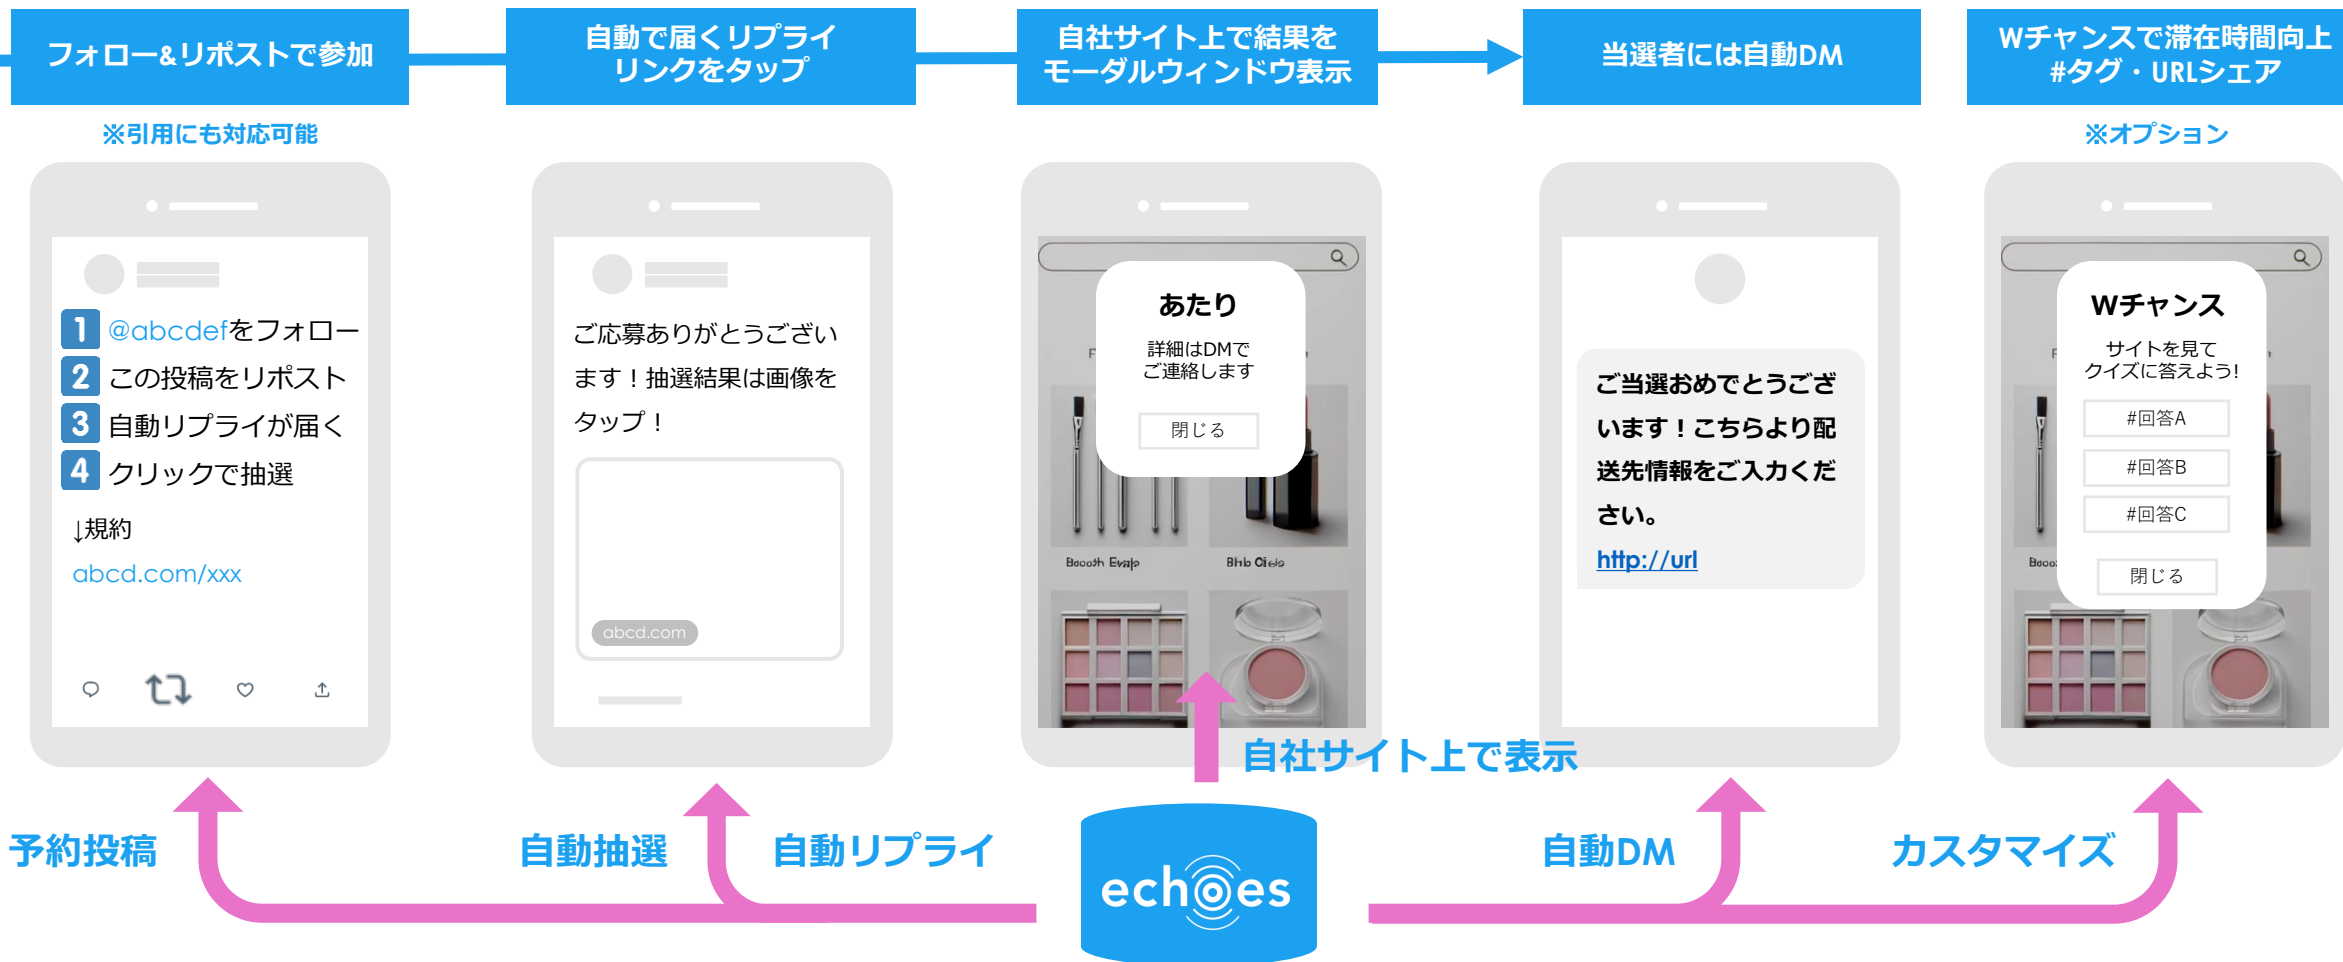 フォロー&リポストで参加
自動で届くリプライ
リンクをタップ
自社サイト上で結果を
モーダルウィンドウ表示
当選者には自動DM
Wチャンスで滞在時間向上
#タグ・URLシェア
※引用にも対応可能
※オプション
1 @abcdefをフォロー
2 この投稿をリポスト
3 自動リプライが届く
4 クリックで抽選
↓規約
abcd.com/xxx
ご応募ありがとうござい
ます！抽選結果は画像を
タップ！
abcd.com
あたり
詳細はDMで
ご連絡します
閉じる
ご当選おめでとうござ
います！こちらより配
送先情報をご入力くだ
さい。
http://url
Wチャンス
サイトを見て
クイズに答えよう!
#回答A
#回答B
#回答C
閉じる
自社サイト上で表示
予約投稿
自動抽選
自動リプライ
echoes
自動DM
カスタマイズ